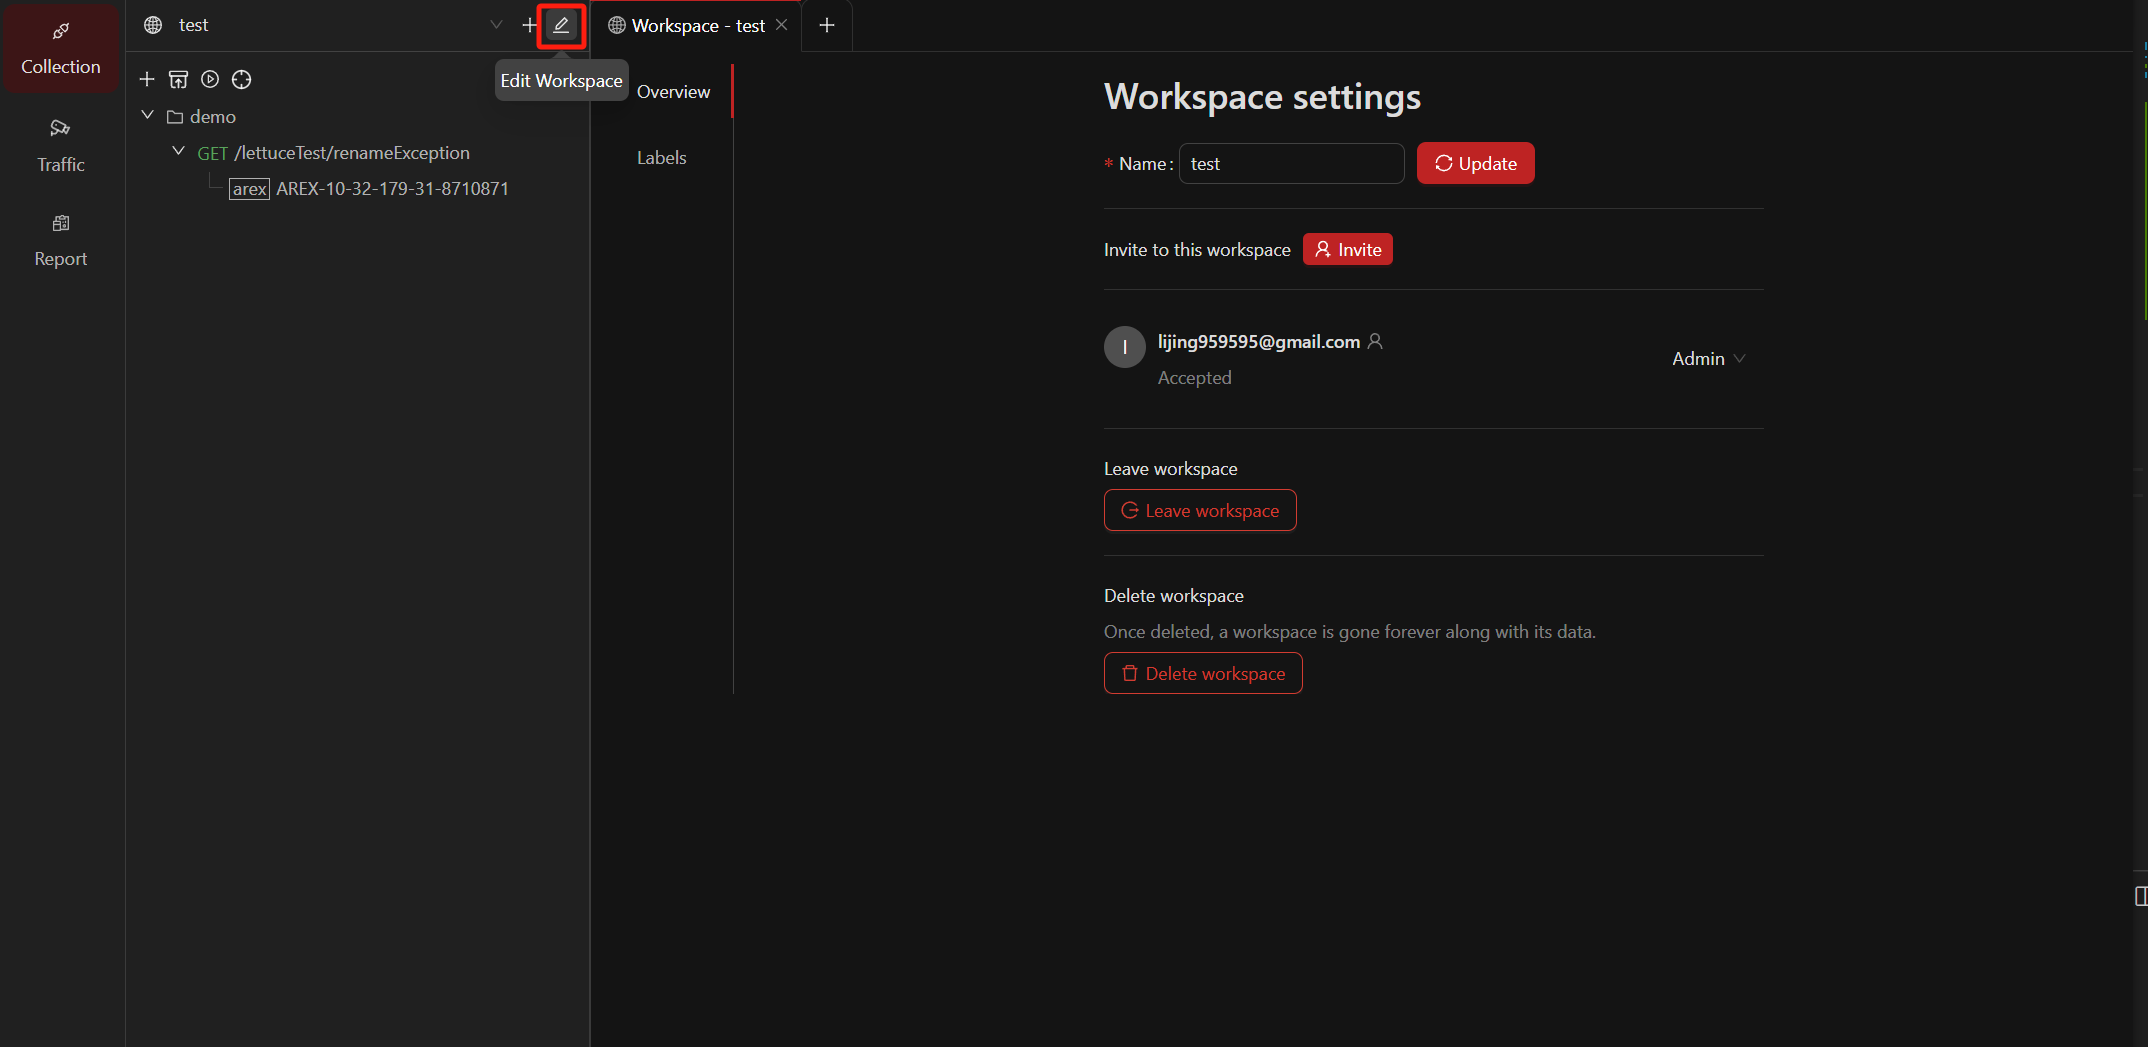 Collection
Traffic
Report
test
Edit Workspace
demo
GET /lettuceTest/renameException
arex AREX-10-32-179-31-8710871
Workspace - test
Overview
Labels
Workspace settings
* Name: test Update
Invite to this workspace Invite
l lijing959595@gmail.com
Accepted
Admin
Leave workspace
Leave workspace
Delete workspace
Once deleted, a workspace is gone forever along with its data.
Delete workspace